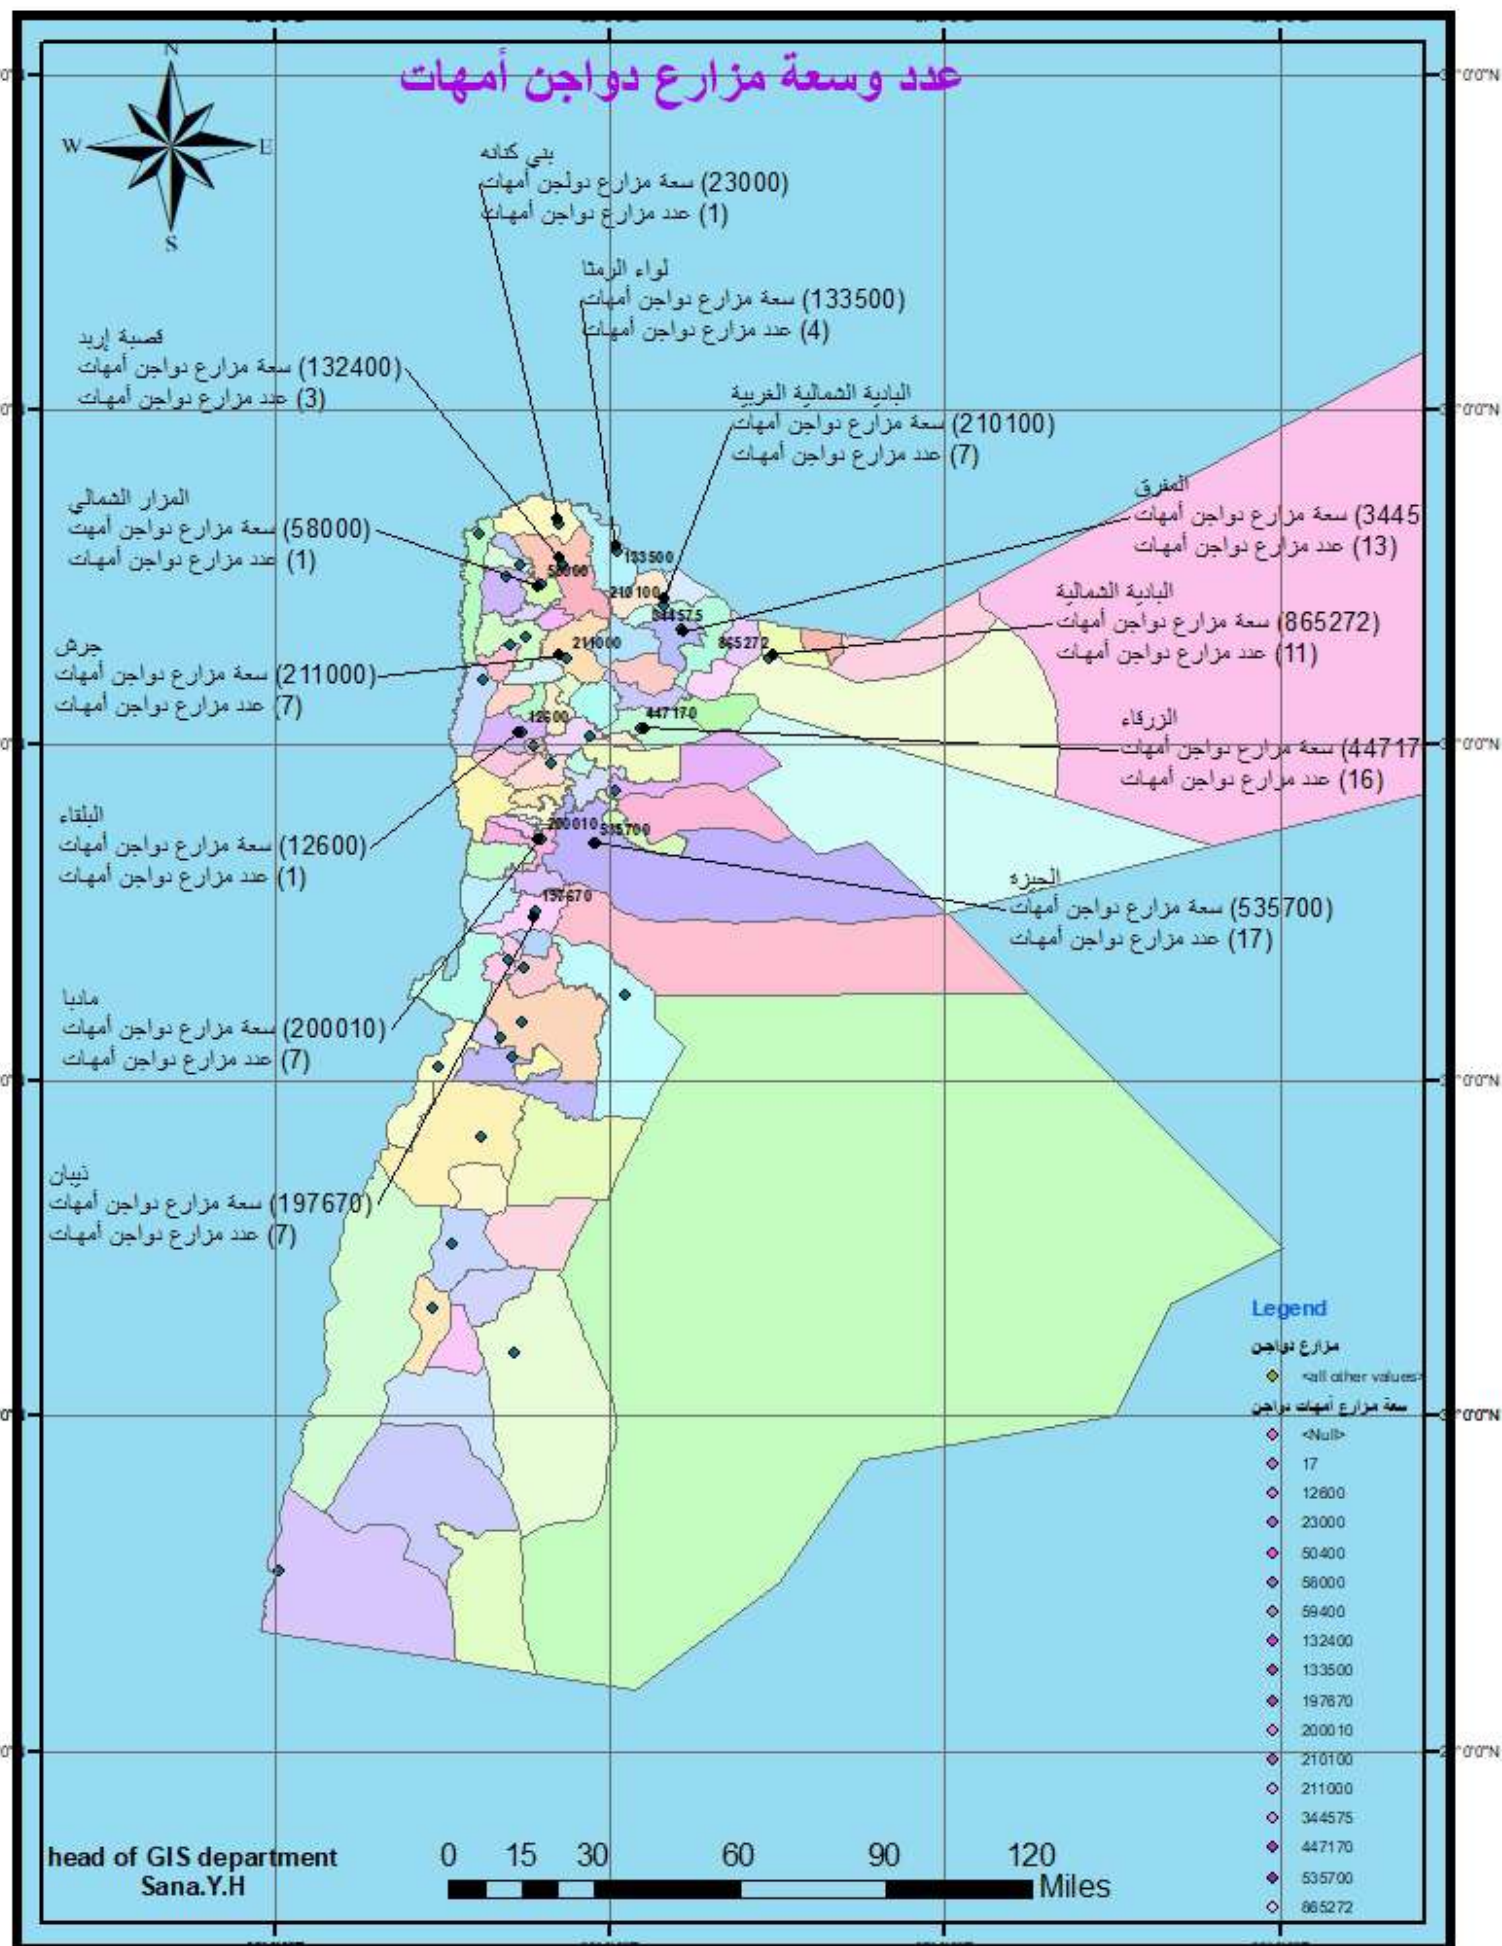 عدد وسعة مزارع دواجن أمهات
N
W
E
S
بني كنانه
سعة مزارع دولجن أمهات (23000)
عدد مزارع دواجن أمهات (1)
لواء الرمثا
سعة مزارع دواجن أمهات (133500)
عدد مزارع دواجن أمهات (4)
قصبة إربد
سعة مزارع دواجن أمهات (132400)
عدد مزارع دواجن أمهات (3)
البادية الشمالية الغربية
سعة مزارع دواجن أمهات (210100)
عدد مزارع دواجن أمهات (7)
المفرق
سعة مزارع دواجن أمهات (3445
عدد مزارع دواجن أمهات (13)
المزار الشمالي
سعة مزارع دواجن أمهت (58000)
عدد مزارع دواجن أمهات (1)
البادية الشمالية
سعة مزارع دواجن أمهات (865272)
عدد مزارع دواجن أمهات (11)
جرش
سعة مزارع دواجن أمهات (211000)
عدد مزارع دواجن أمهات (7)
الزرقاء
سعة مزارع دواجن أمهات (44717
عدد مزارع دواجن أمهات (16)
البلقاء
سعة مزارع دواجن أمهات (12600)
عدد مزارع دواجن أمهات (1)
الجيزة
سعة مزارع دواجن أمهات (535700)
عدد مزارع دواجن أمهات (17)
مادبا
سعة مزارع دواجن أمهات (200010)
عدد مزارع دواجن أمهات (7)
ذيبان
سعة مزارع دواجن أمهات (197670)
عدد مزارع دواجن أمهات (7)
133500
58000
210100
344575
211000
865272
12600
447170
200010
535700
197670
Legend
مزارع دواجن
<all other values>
سعة مزارع أمهات دواجن
<Null>
17
12600
23000
50400
58000
59400
132400
133500
197670
200010
210100
211000
344575
447170
535700
865272
head of GIS department
Sana.Y.H
0 15 30 60 90 120
Miles